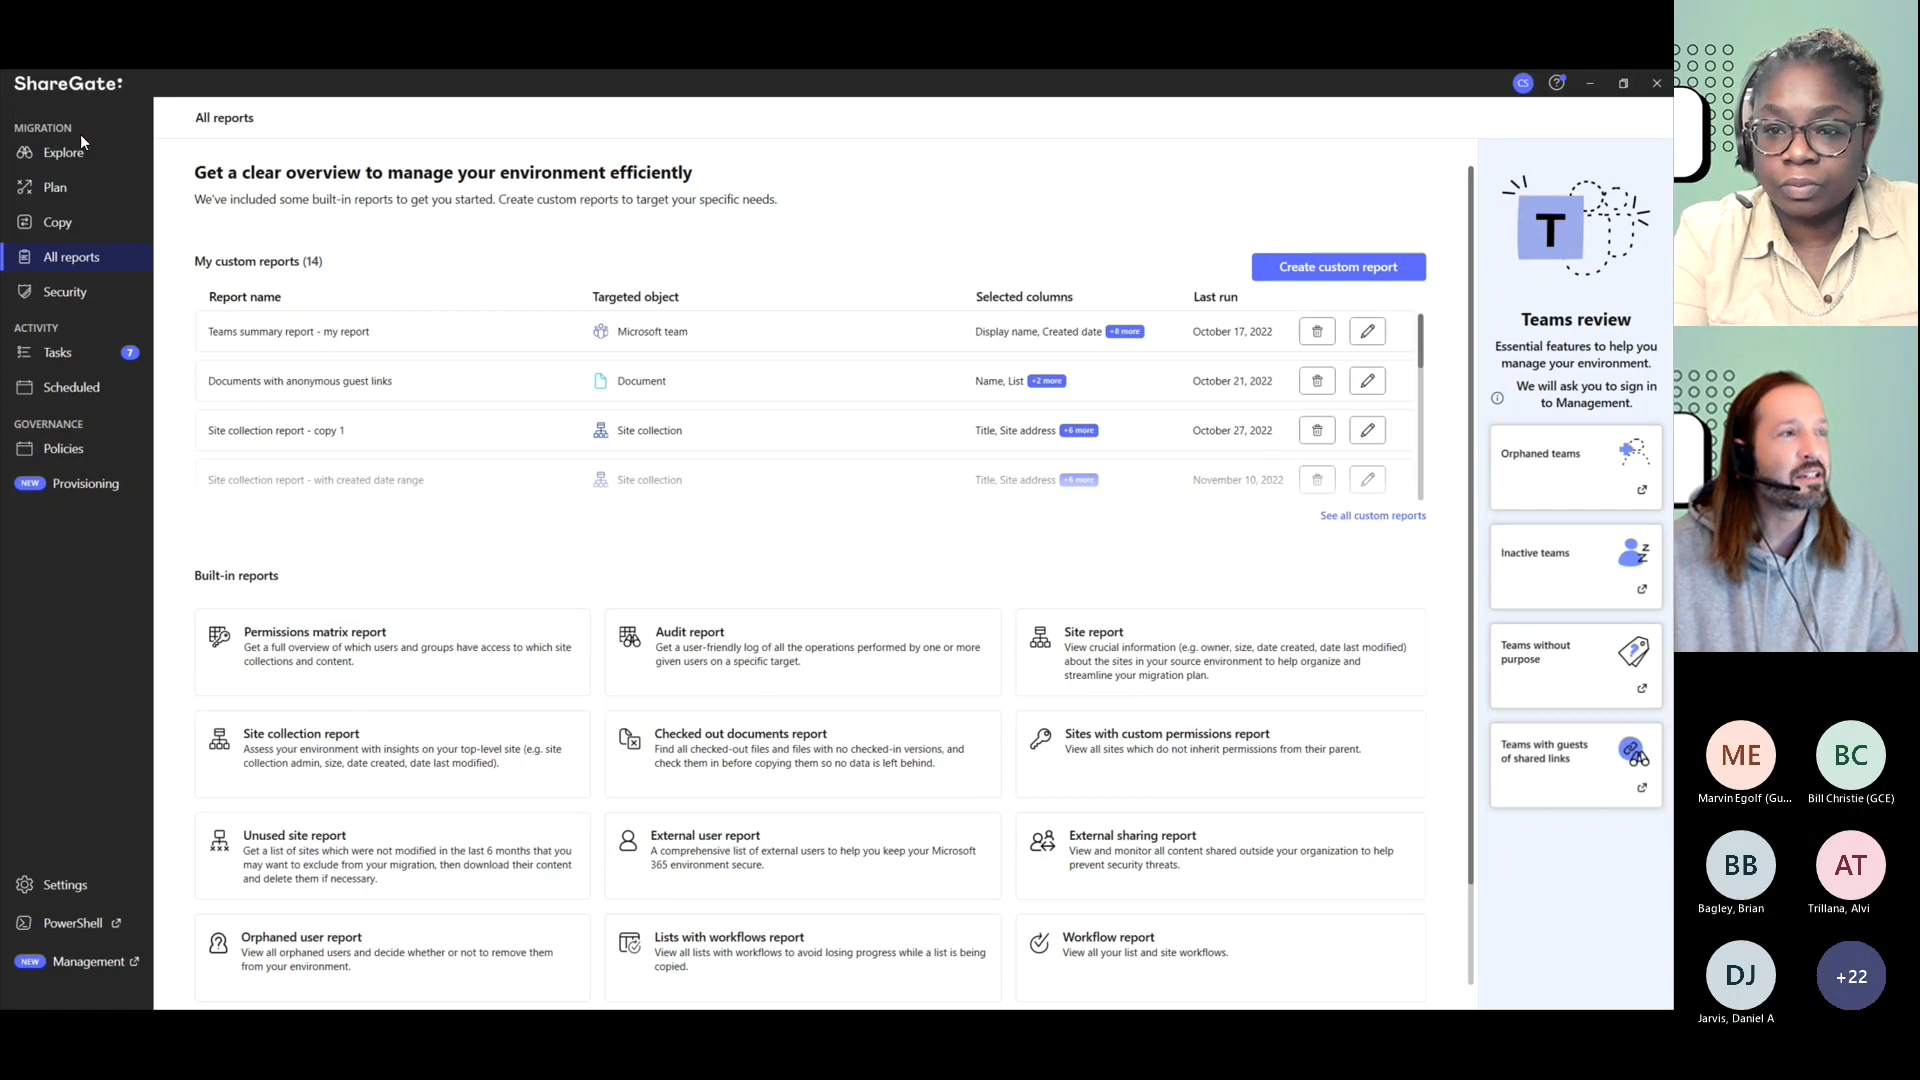 ShareGate:
CS
MIGRATION
Explore
Plan
Copy
All reports
Security
ACTIVITY
Tasks
7
Scheduled
GOVERNANCE
Policies
NEW Provisioning
Settings
PowerShell
NEW Management
All reports
Get a clear overview to manage your environment efficiently
We've included some built-in reports to get you started. Create custom reports to target your specific needs.
My custom reports (14)
Create custom report
Report name Targeted object Selected columns Last run
Teams summary report - my report Microsoft team Display name, Created date +8 more October 17, 2022
Documents with anonymous guest links Document Name, List +2 more October 21, 2022
Site collection report - copy 1 Site collection Title, Site address +6 more October 27, 2022
Site collection report - with created date range Site collection Title, Site address +6 more November 10, 2022
See all custom reports
Built-in reports
Permissions matrix report
Get a full overview of which users and groups have access to which site
collections and content.
Audit report
Get a user-friendly log of all the operations performed by one or more
given users on a specific target.
Site report
View crucial information (e.g. owner, size, date created, date last modified)
about the sites in your source environment to help organize and
streamline your migration plan.
Site collection report
Assess your environment with insights on your top-level site (e.g. site
collection admin, size, date created, date last modified).
Checked out documents report
Find all checked-out files and files with no checked-in versions, and
check them in before copying them so no data is left behind.
Sites with custom permissions report
View all sites which do not inherit permissions from their parent.
Unused site report
Get a list of sites which were not modified in the last 6 months that you
may want to exclude from your migration, then download their content
and delete them if necessary.
External user report
A comprehensive list of external users to help you keep your Microsoft
365 environment secure.
External sharing report
View and monitor all content shared outside your organization to help
prevent security threats.
Orphaned user report
View all orphaned users and decide whether or not to remove them
from your environment.
Lists with workflows report
View all lists with workflows to avoid losing progress while a list is being
copied.
Workflow report
View all your list and site workflows.
T
Teams review
Essential features to help you
manage your environment.
We will ask you to sign in
to Management.
Orphaned teams
Inactive teams
Teams without
purpose
Teams with guests
of shared links
ME
Marvin Egolf (Gu...
BC
Bill Christie (GCE)
BB
Bagley, Brian
AT
Trillana, Alvi
DJ
Jarvis, Daniel A
+22